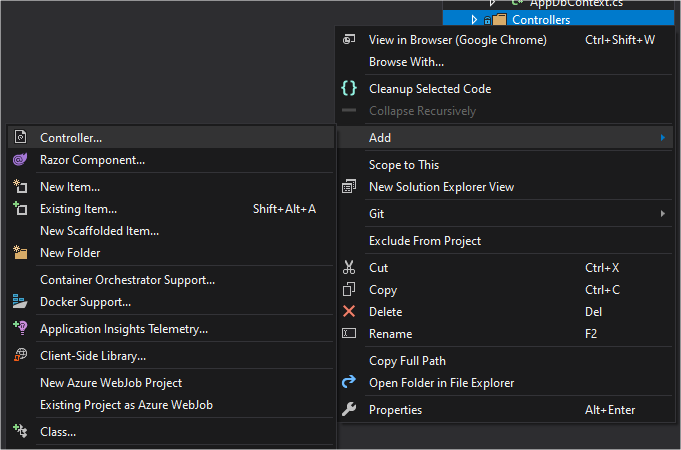 AppDbContext.cs
Controllers
View in Browser (Google Chrome) Ctrl+Shift+W
Browse With...
Cleanup Selected Code
Collapse Recursively
Add
Scope to This
New Solution Explorer View
Git
Exclude From Project
Cut Ctrl+X
Copy Ctrl+C
Delete Del
Rename F2
Copy Full Path
Open Folder in File Explorer
Properties Alt+Enter
Controller...
Razor Component...
New Item...
Existing Item... Shift+Alt+A
New Scaffolded Item...
New Folder
Container Orchestrator Support...
Docker Support...
Application Insights Telemetry...
Client-Side Library...
New Azure WebJob Project
Existing Project as Azure WebJob
Class...